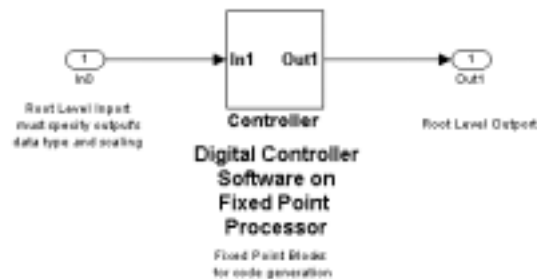 1
In1 Out1
1
In0
Out1
Root Level Inport
must specify outputs
data type and scaling
Controller
Root Level Outport
Digital Controller
Software on
Fixed Point
Processor
Fixed Point Blocks
for code generation